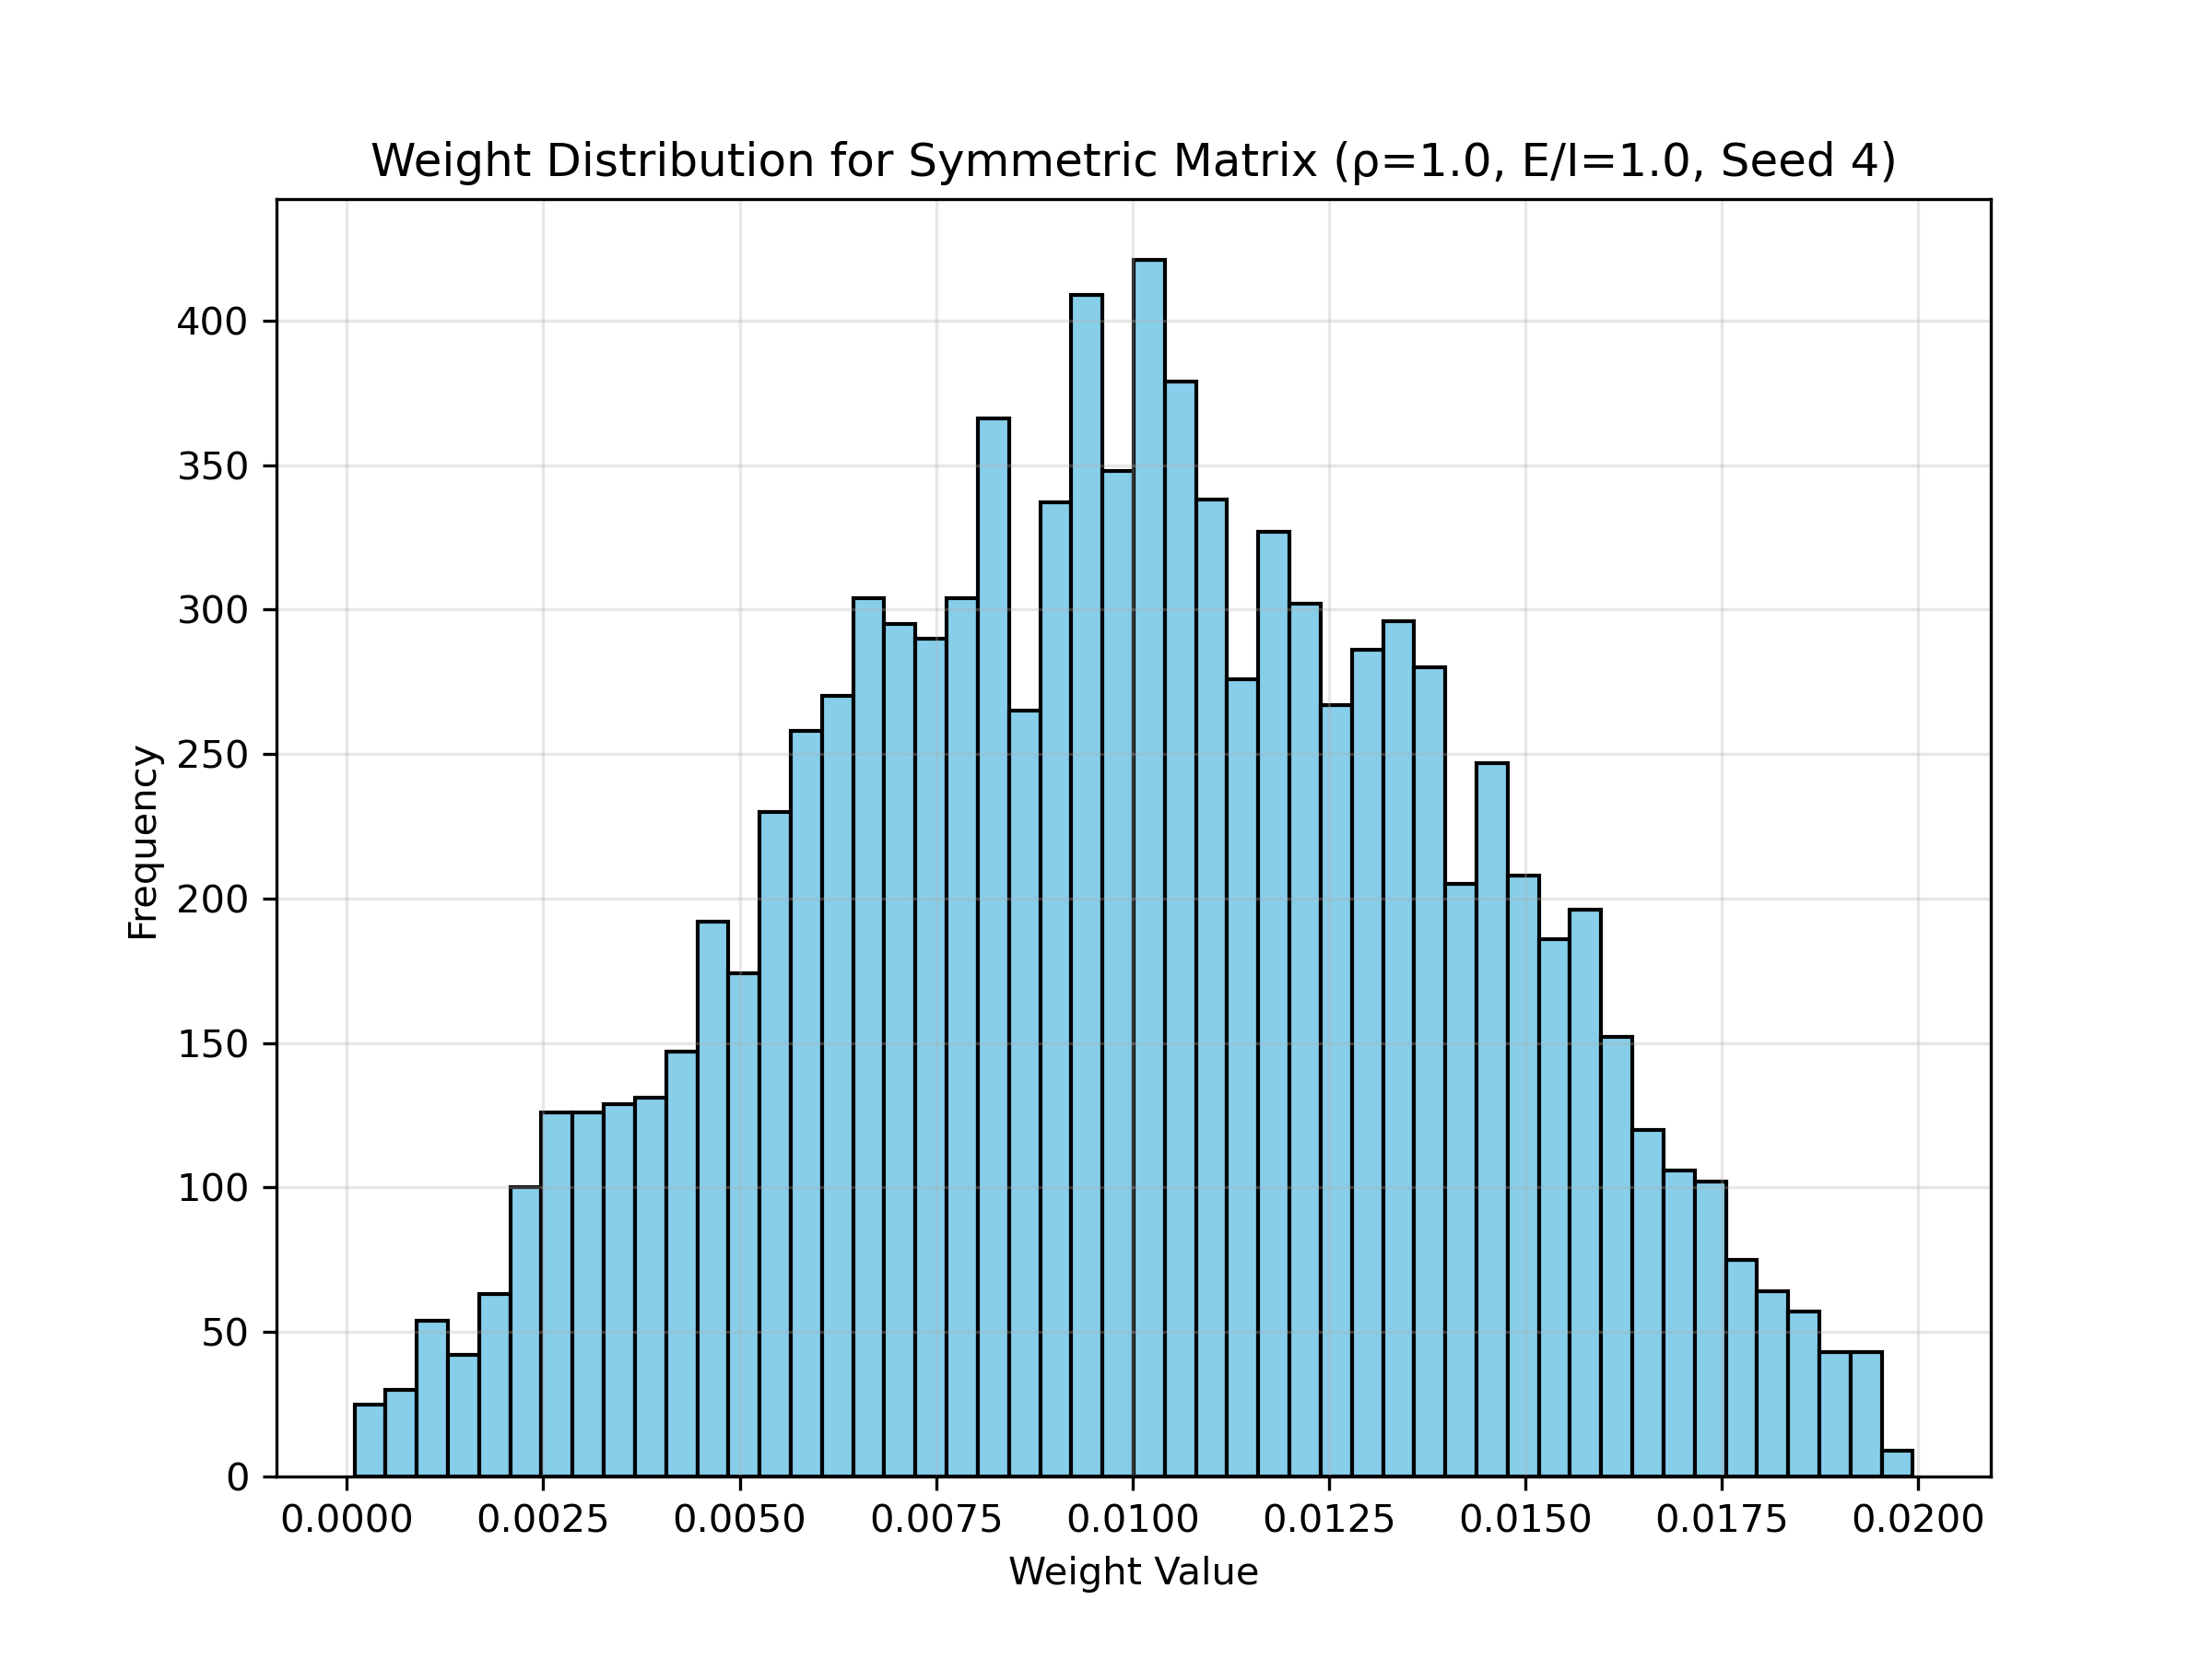 Weight Distribution for Symmetric Matrix (ρ=1.0, E/I=1.0, Seed 4)
Frequency
400
350
300
250
200
150
100
50
0
0.0000 0.0025 0.0050 0.0075 0.0100 0.0125 0.0150 0.0175 0.0200
Weight Value